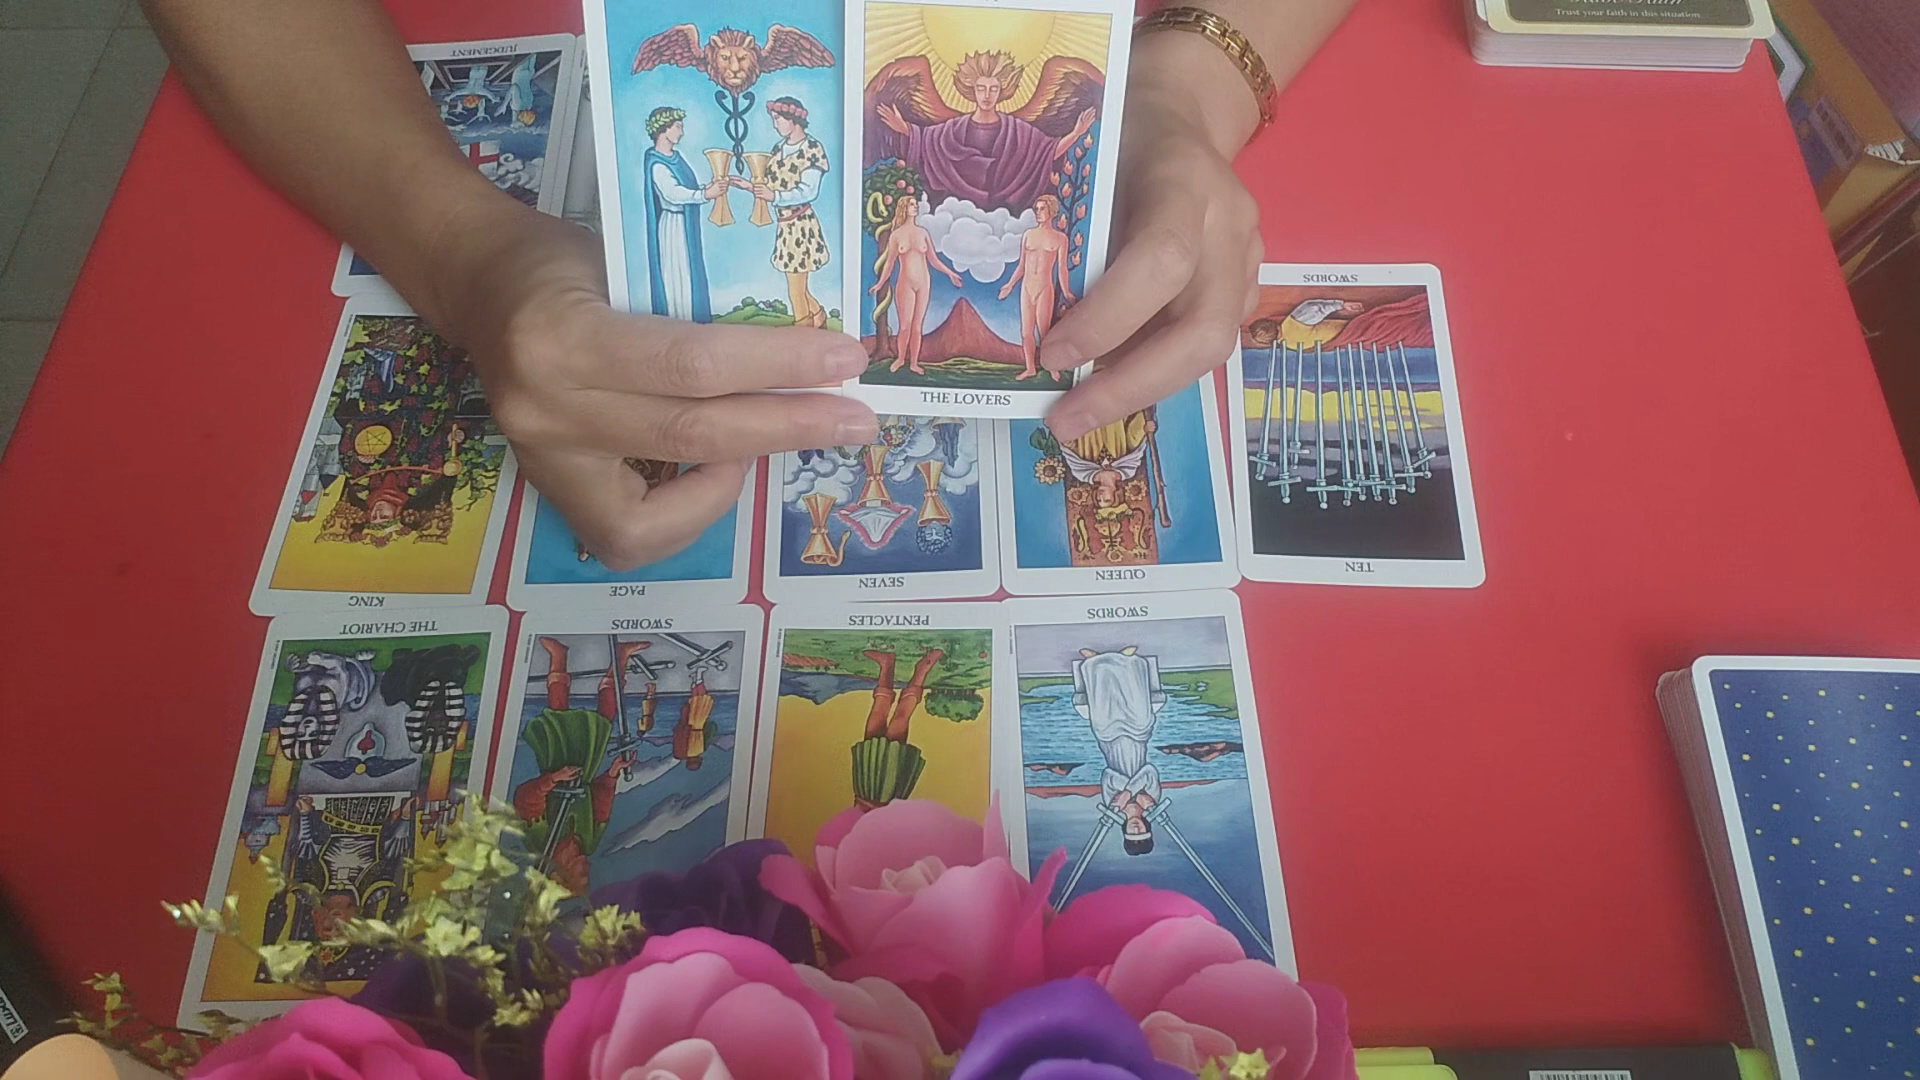 Trust your faith in this situation.
JUDGEMENT
THE LOVERS
SWORDS
KING
PAGE
SEVEN
QUEEN
TEN
THE CHARIOT
SWORDS
PENTACLES
SWORDS